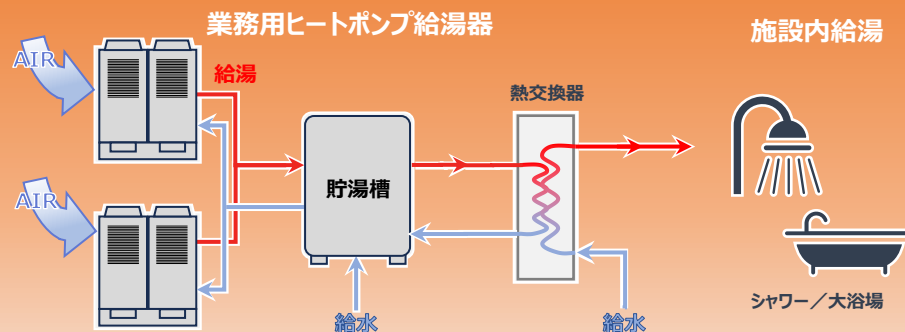 業務用ヒートポンプ給湯器
施設内給湯
AIR
給湯
熱交換器
貯湯槽
AIR
シャワー／大浴場
給水
給水